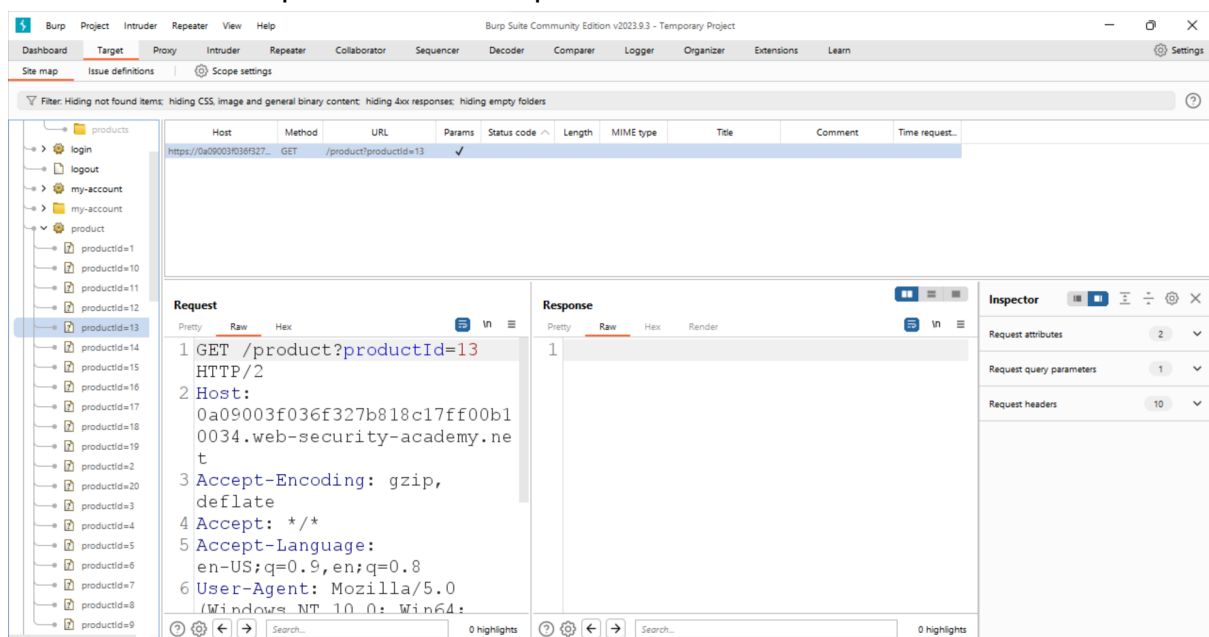 Burp Project Intruder Repeater View Help Burp Suite Community Edition v2023.9.3 - Temporary Project
Dashboard Target Proxy Intruder Repeater Collaborator Sequencer Decoder Comparer Logger Organizer Extensions Learn Settings
Site map Issue definitions Scope settings
Filter: Hiding not found items; hiding CSS, image and general binary content; hiding 4xx responses; hiding empty folders
products
login
logout
my-account
my-account
product
productId=1
productId=10
productId=11
productId=12
productId=13
productId=14
productId=15
productId=16
productId=17
productId=18
productId=19
productId=2
productId=20
productId=3
productId=4
productId=5
productId=6
productId=7
productId=8
productId=9
Host Method URL Params Status code Length MIME type Title Comment Time request...
https://0a09003f036f327... GET /product?productId=13 ✓
Request
Pretty Raw Hex \n
1 GET /product?productId=13
HTTP/2
2 Host:
0a09003f036f327b818c17ff00b1
0034.web-security-academy.ne
t
3 Accept-Encoding: gzip,
deflate
4 Accept: */*
5 Accept-Language:
en-US;q=0.9,en;q=0.8
6 User-Agent: Mozilla/5.0
(Windows NT 10.0; Win64;
Search... 0 highlights
Response
Pretty Raw Hex Render \n
1
Search... 0 highlights
Inspector
Request attributes 2
Request query parameters 1
Request headers 10